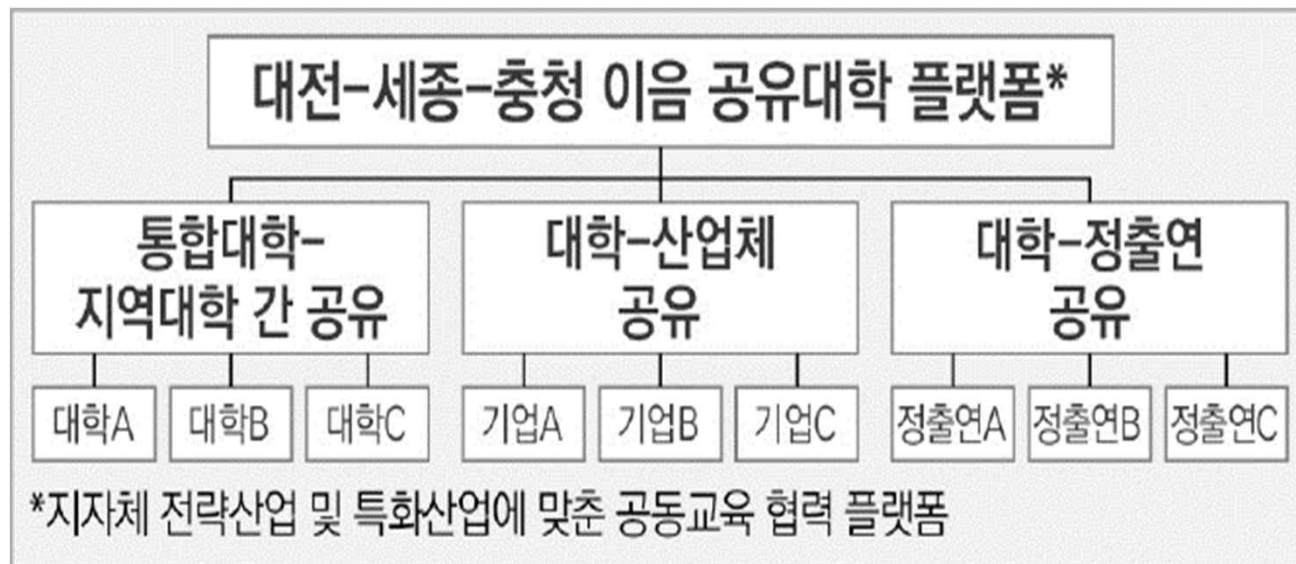 대전-세종-충청 이음 공유대학 플랫폼*
통합대학-
지역대학 간 공유
대학-산업체
공유
대학-정출연
공유
대학A
대학B
대학C
기업A
기업B
기업C
정출연A
정출연B
정출연C
*지자체 전략산업 및 특화산업에 맞춘 공동교육 협력 플랫폼